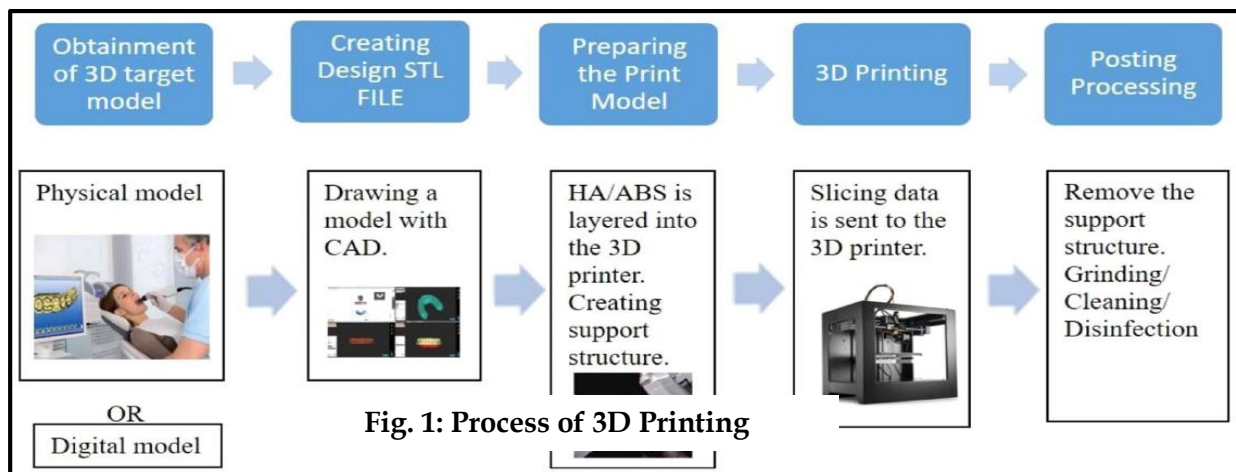 Obtainment
of 3D target
model
Creating
Design STL
FILE
Preparing
the Print
Model
3D Printing
Posting
Processing
Physical model
OR
Digital model
Drawing a
model with
CAD.
HA/ABS is
layered into
the 3D
printer.
Creating
support
structure.
Slicing data
is sent to the
3D printer.
Remove the
support
structure.
Grinding/
Cleaning/
Disinfection
Fig. 1: Process of 3D Printing